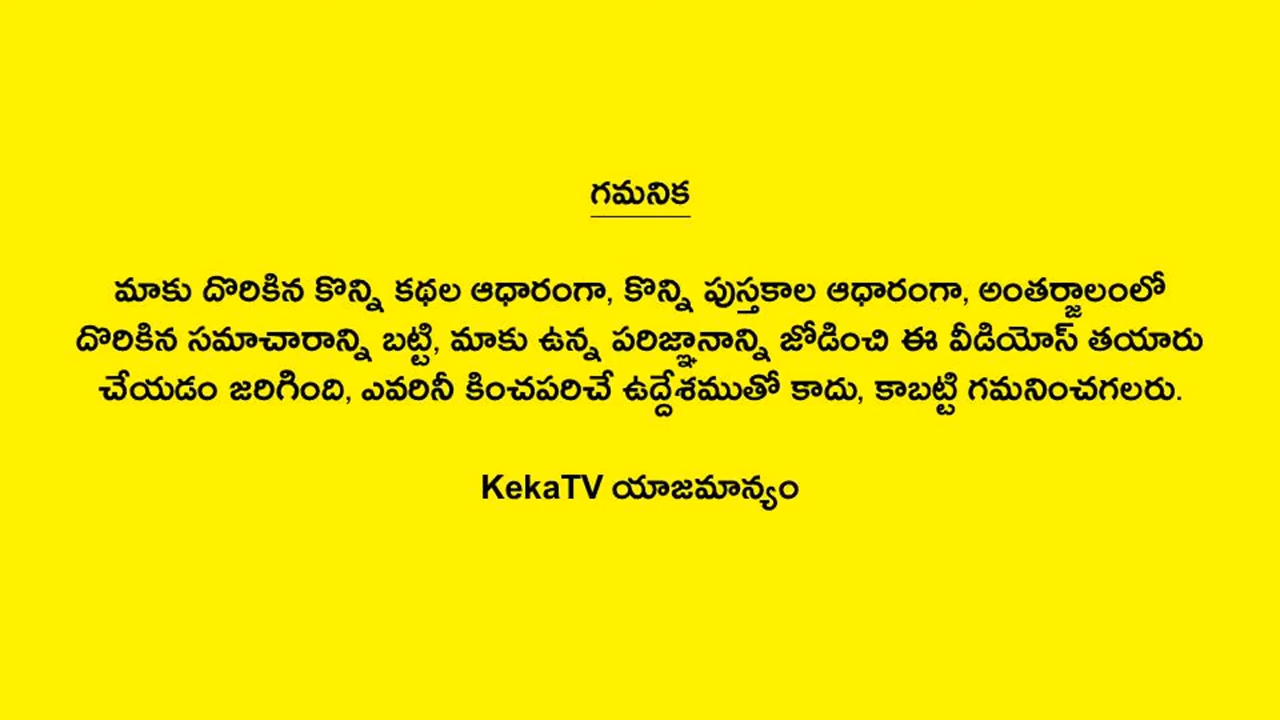 గమనిక
మాకు దొరికిన కొన్ని కథల ఆధారంగా, కొన్ని పుస్తకాల ఆధారంగా, అంతర్జాలంలో
దొరికిన సమాచారాన్ని బట్టి, మాకు ఉన్న పరిజ్ఞానాన్ని జోడించి ఈ వీడియోస్ తయారు
చేయడం జరిగింది, ఎవరినీ కించపరిచే ఉద్దేశముతో కాదు, కాబట్టి గమనించగలరు.
KekaTV యాజమాన్యం